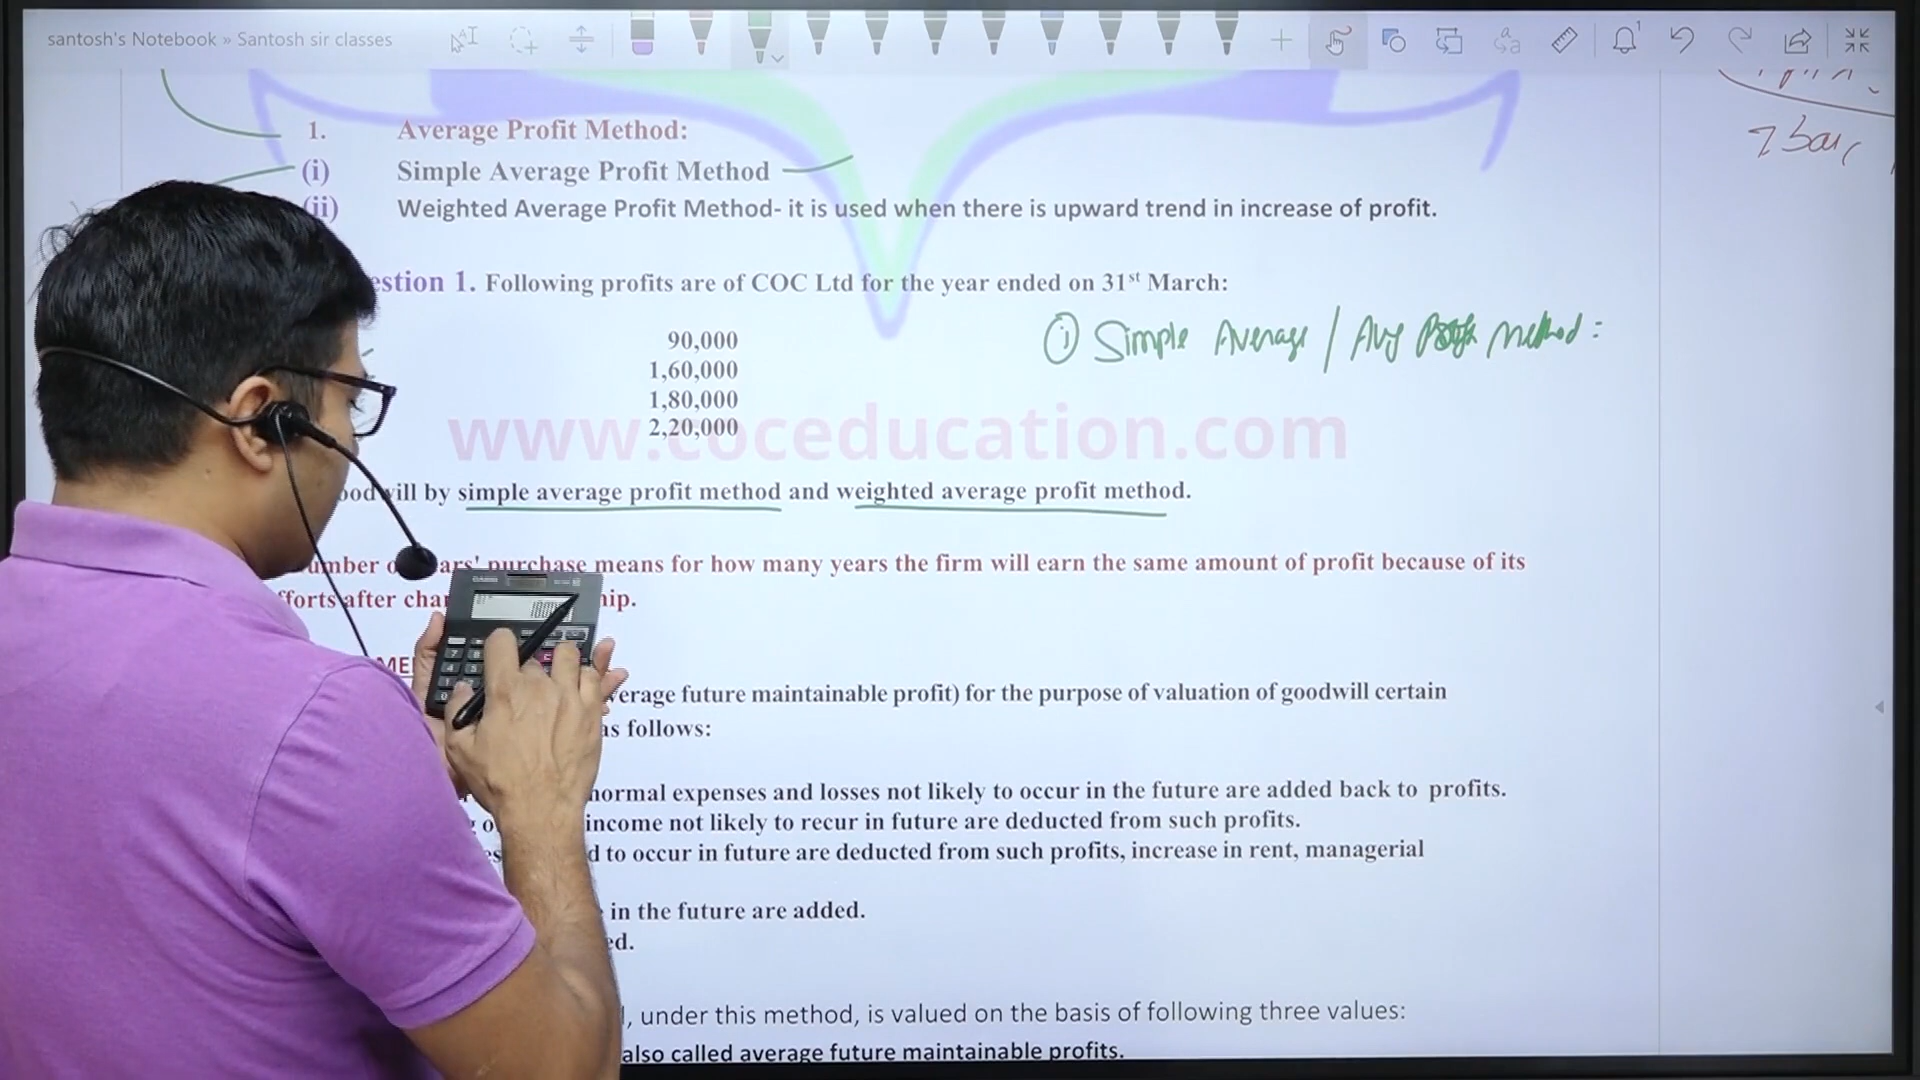 santosh's Notebook » Santosh sir classes
1. Average Profit Method:
(i) Simple Average Profit Method
(ii) Weighted Average Profit Method- it is used when there is upward trend in increase of profit.
estion 1. Following profits are of COC Ltd for the year ended on 31st March:
① Simple Average / Avg Profit Method :
90,000
1,60,000
1,80,000
2,20,000
www.coceducation.com
oodwill by simple average profit method and weighted average profit method.
umber o ars' purchase means for how many years the firm will earn the same amount of profit because of its
fforts after char hip.
verage future maintainable profit) for the purpose of valuation of goodwill certain
as follows:
normal expenses and losses not likely to occur in the future are added back to profits.
income not likely to recur in future are deducted from such profits.
d to occur in future are deducted from such profits, increase in rent, managerial
in the future are added.
ed.
, under this method, is valued on the basis of following three values:
also called average future maintainable profits.